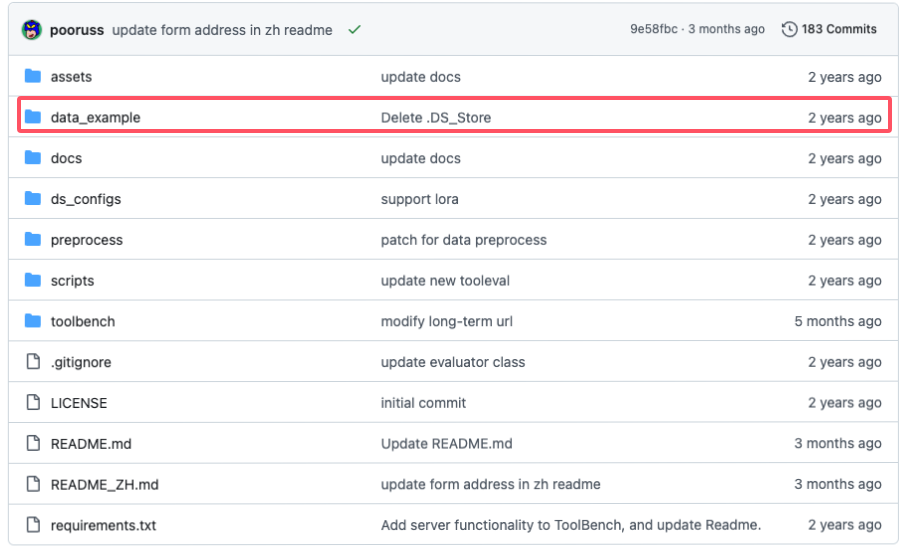 pooruss update form address in zh readme 9e58fbc · 3 months ago 183 Commits
assets update docs 2 years ago
data_example Delete .DS_Store 2 years ago
docs update docs 2 years ago
ds_configs support lora 2 years ago
preprocess patch for data preprocess 2 years ago
scripts update new tooleval 2 years ago
toolbench modify long-term url 5 months ago
.gitignore update evaluator class 2 years ago
LICENSE initial commit 2 years ago
README.md Update README.md 3 months ago
README_ZH.md update form address in zh readme 3 months ago
requirements.txt Add server functionality to ToolBench, and update Readme. 2 years ago